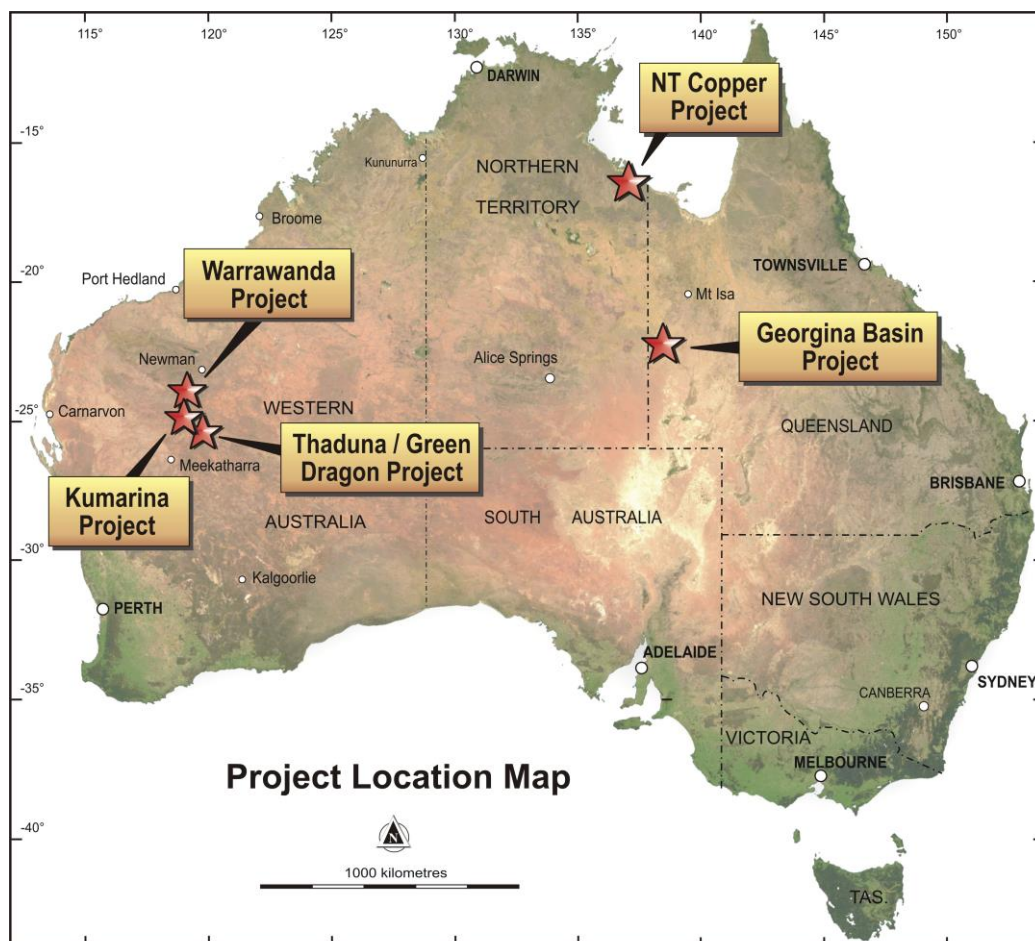 115°
120°
125°
130°
135°
140°
145°
150°
DARWIN
NT Copper
Project
-15°
Kununurra
NORTHERN
TERRITORY
Broome
TOWNSVILLE
Warrawanda
Project
-20°
Port Hedland
Mt Isa
Georgina Basin
Project
Newman
Alice Springs
Carnarvon
WESTERN
-25°
QUEENSLAND
Thaduna / Green
Dragon Project
Meekatharra
BRISBANE
Kumarina
Project
AUSTRALIA
SOUTH AUSTRALIA
-30°
Kalgoorlie
NEW SOUTH WALES
PERTH
ADELAIDE
SYDNEY
-35°
CANBERRA
VICTORIA
MELBOURNE
Project Location Map
N
-40°
1000 kilometres
TAS.